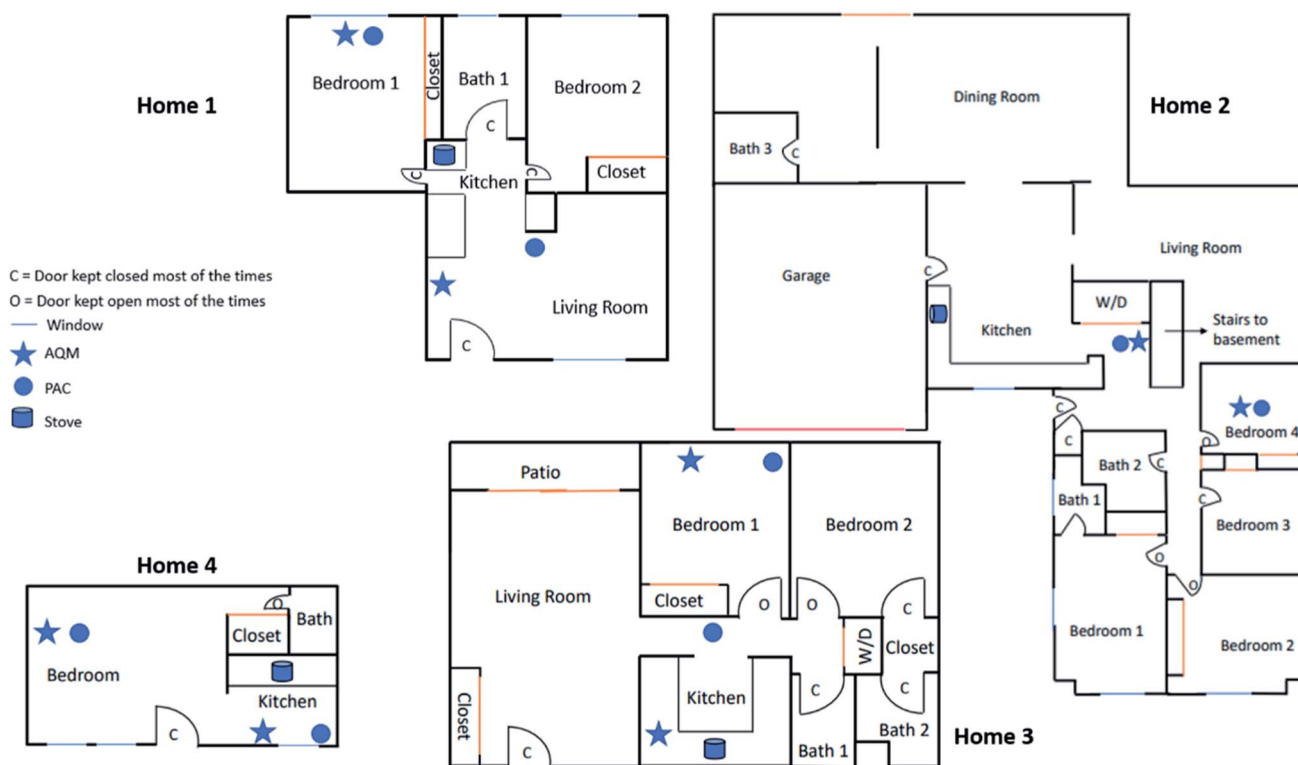 Home 1
Bedroom 1
Closet
Bath 1
Bedroom 2
C
C
C
Kitchen
Closet
Living Room
C
Home 2
Dining Room
Bath 3
C
Living Room
Garage
C
W/D
Kitchen
Stairs to
basement
C
C
Bedroom 4
O
Bath 2
C
Bath 1
C
Bedroom 3
O
O
Bedroom 1
Bedroom 2
C = Door kept closed most of the times
O = Door kept open most of the times
Window
AQM
PAC
Stove
Home 4
O
Bath
Closet
Bedroom
Kitchen
C
Patio
Bedroom 1
Bedroom 2
Living Room
Closet
O
O
C
W/D
Closet
Kitchen
C
C
Closet
C
Bath 1
Bath 2
Home 3